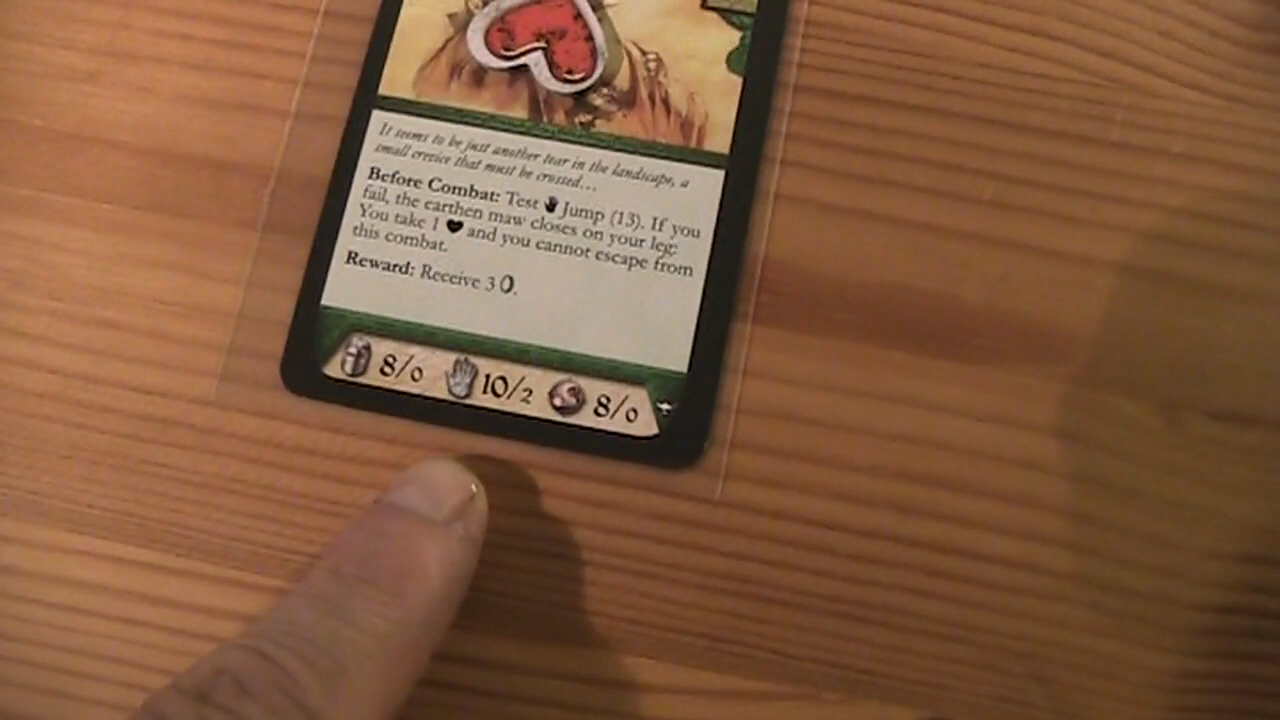 It seems to be just another tear in the landscape, a
small crevice that must be crossed...
Before Combat: Test Jump (13). If you
fail, the earthen maw closes on your leg:
You take 1 and you cannot escape from
this combat.
Reward: Receive 3 .
8/0 10/2 8/0